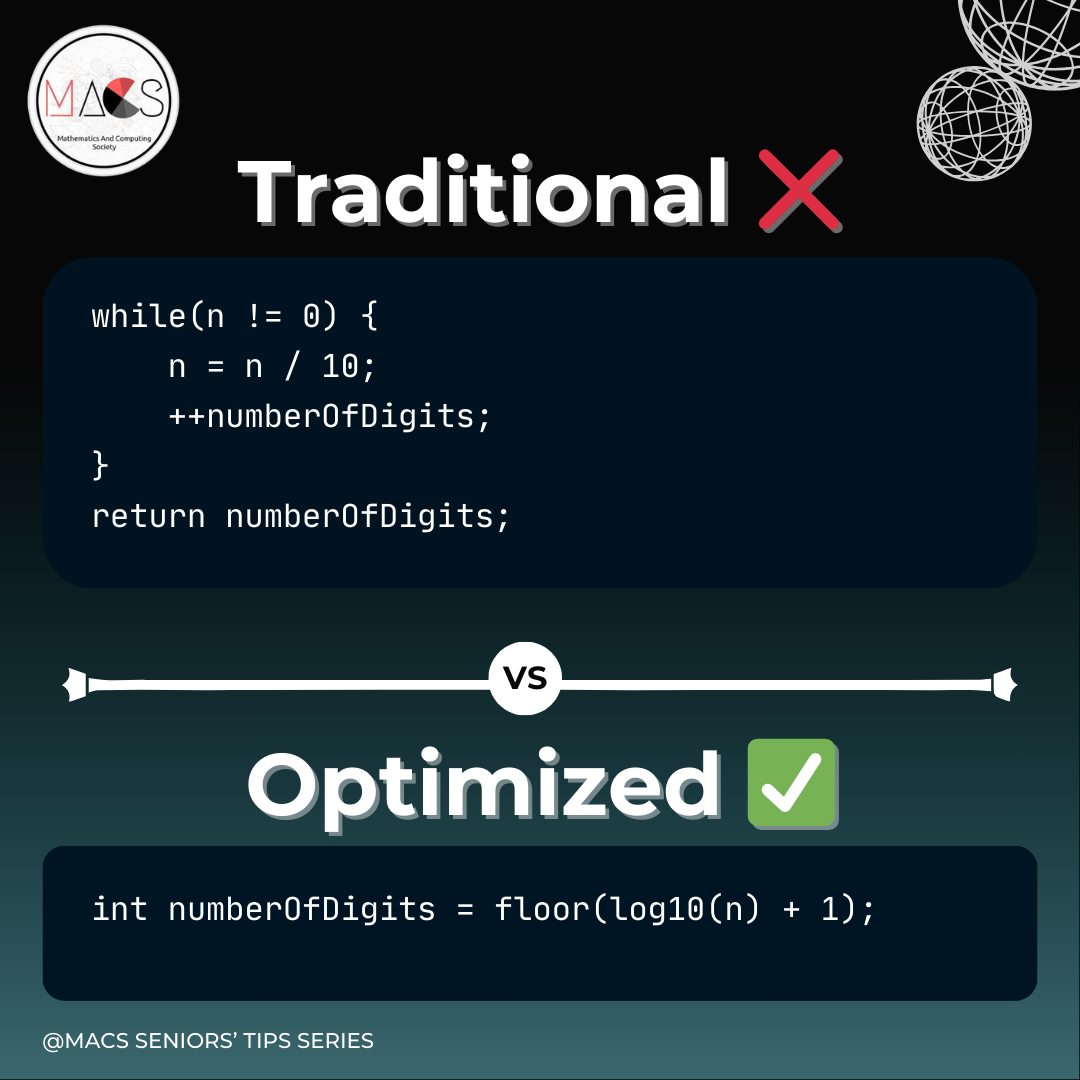 MACS
Mathematics And Computing
Society
Traditional ❌
while(n != 0) {
    n = n / 10;
    ++numberOfDigits;
}
return numberOfDigits;
VS
Optimized ✅
int numberOfDigits = floor(log10(n) + 1);
@MACS SENIORS’ TIPS SERIES